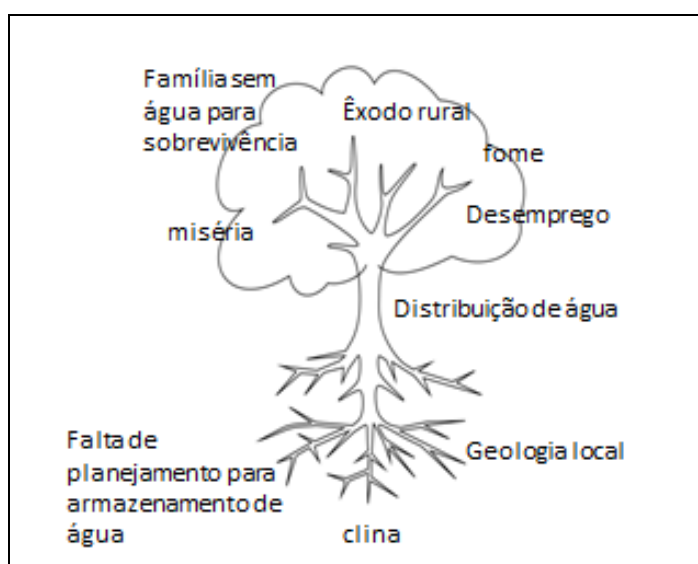 Família sem
água para
sobrevivência
Êxodo rural
fome
miséria
Desemprego
Distribuição de água
Falta de
planejamento para
armazenamento de
água
Geologia local
clina